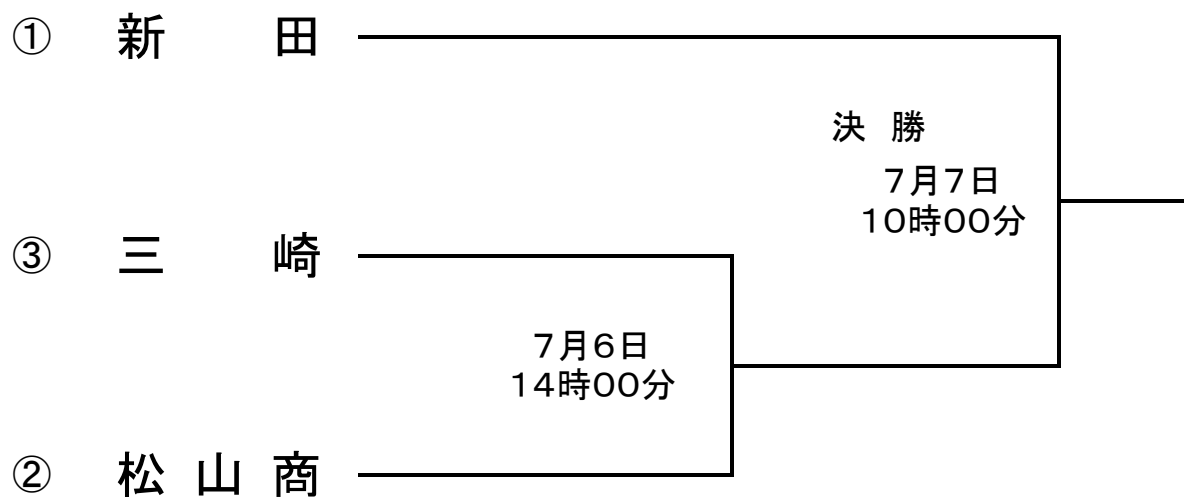 ① 新 田
決 勝
7月7日
10時00分
③ 三 崎
7月6日
14時00分
② 松 山 商